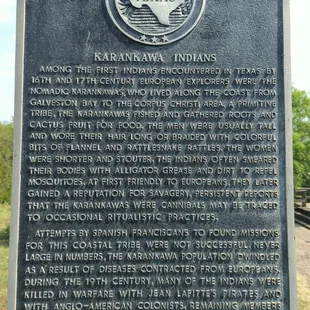 TEXAS
KARANKAWA INDIANS
AMONG THE FIRST INDIANS ENCOUNTERED IN TEXAS BY
16TH AND 17TH CENTURY EUROPEAN EXPLORERS WERE THE
NOMADIC KARANKAWAS, WHO LIVED ALONG THE COAST FROM
GALVESTON BAY TO THE CORPUS CHRISTI AREA. A PRIMITIVE
TRIBE, THE KARANKAWAS FISHED AND GATHERED ROOTS AND
CACTUS FRUIT FOR FOOD. THE MEN WERE USUALLY TALL
AND WORE THEIR HAIR LONG OR BRAIDED WITH COLORFUL
BITS OF FLANNEL AND RATTLESNAKE RATTLES. THE WOMEN
WERE SHORTER AND STOUTER. THE INDIANS OFTEN SMEARED
THEIR BODIES WITH ALLIGATOR GREASE AND DIRT TO REPEL
MOSQUITOES. AT FIRST FRIENDLY TO EUROPEANS, THEY LATER
GAINED A REPUTATION FOR SAVAGERY. PERSISTENT REPORTS
THAT THE KARANKAWAS WERE CANNIBALS MAY BE TRACED
TO OCCASIONAL RITUALISTIC PRACTICES.
ATTEMPTS BY SPANISH FRANCISCANS TO FOUND MISSIONS
FOR THIS COASTAL TRIBE WERE NOT SUCCESSFUL. NEVER
LARGE IN NUMBERS, THE KARANKAWA POPULATION DWINDLED
AS A RESULT OF DISEASES CONTRACTED FROM EUROPEANS.
DURING THE 19TH CENTURY, MANY OF THE INDIANS WERE
KILLED IN WARFARE WITH JEAN LAFITTE'S PIRATES AND
WITH ANGLO-AMERICAN COLONISTS. REMAINING MEMBERS